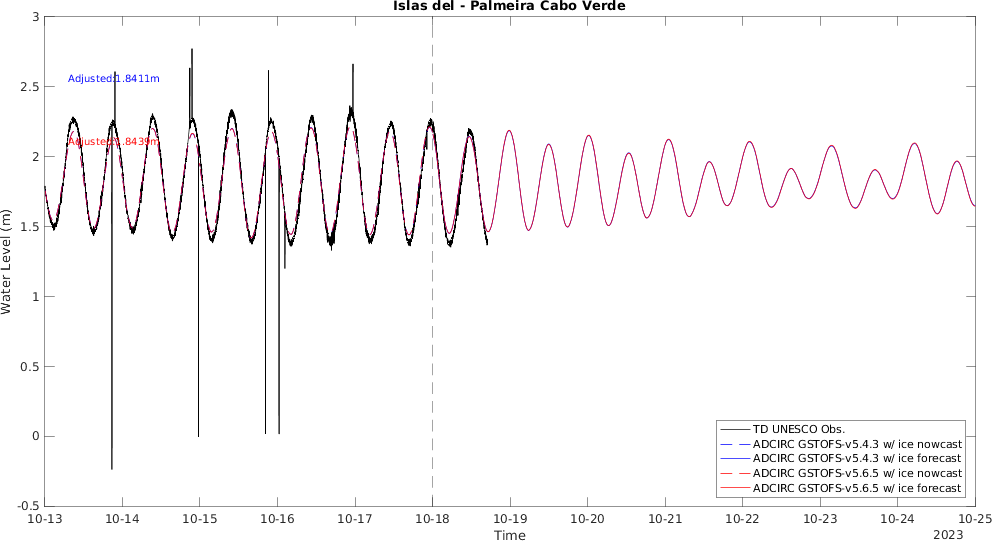 Islas del - Palmeira Cabo Verde
3
2.5
2
1.5
1
0.5
0
-0.5
Water Level (m)
Adjusted:1.8411m
Adjusted:1.8439m
TD UNESCO Obs.
ADCIRC GSTOFS-v5.4.3 w/ ice nowcast
ADCIRC GSTOFS-v5.4.3 w/ ice forecast
ADCIRC GSTOFS-v5.6.5 w/ ice nowcast
ADCIRC GSTOFS-v5.6.5 w/ ice forecast
10-13 10-14 10-15 10-16 10-17 10-18 10-19 10-20 10-21 10-22 10-23 10-24 10-25
Time
2023